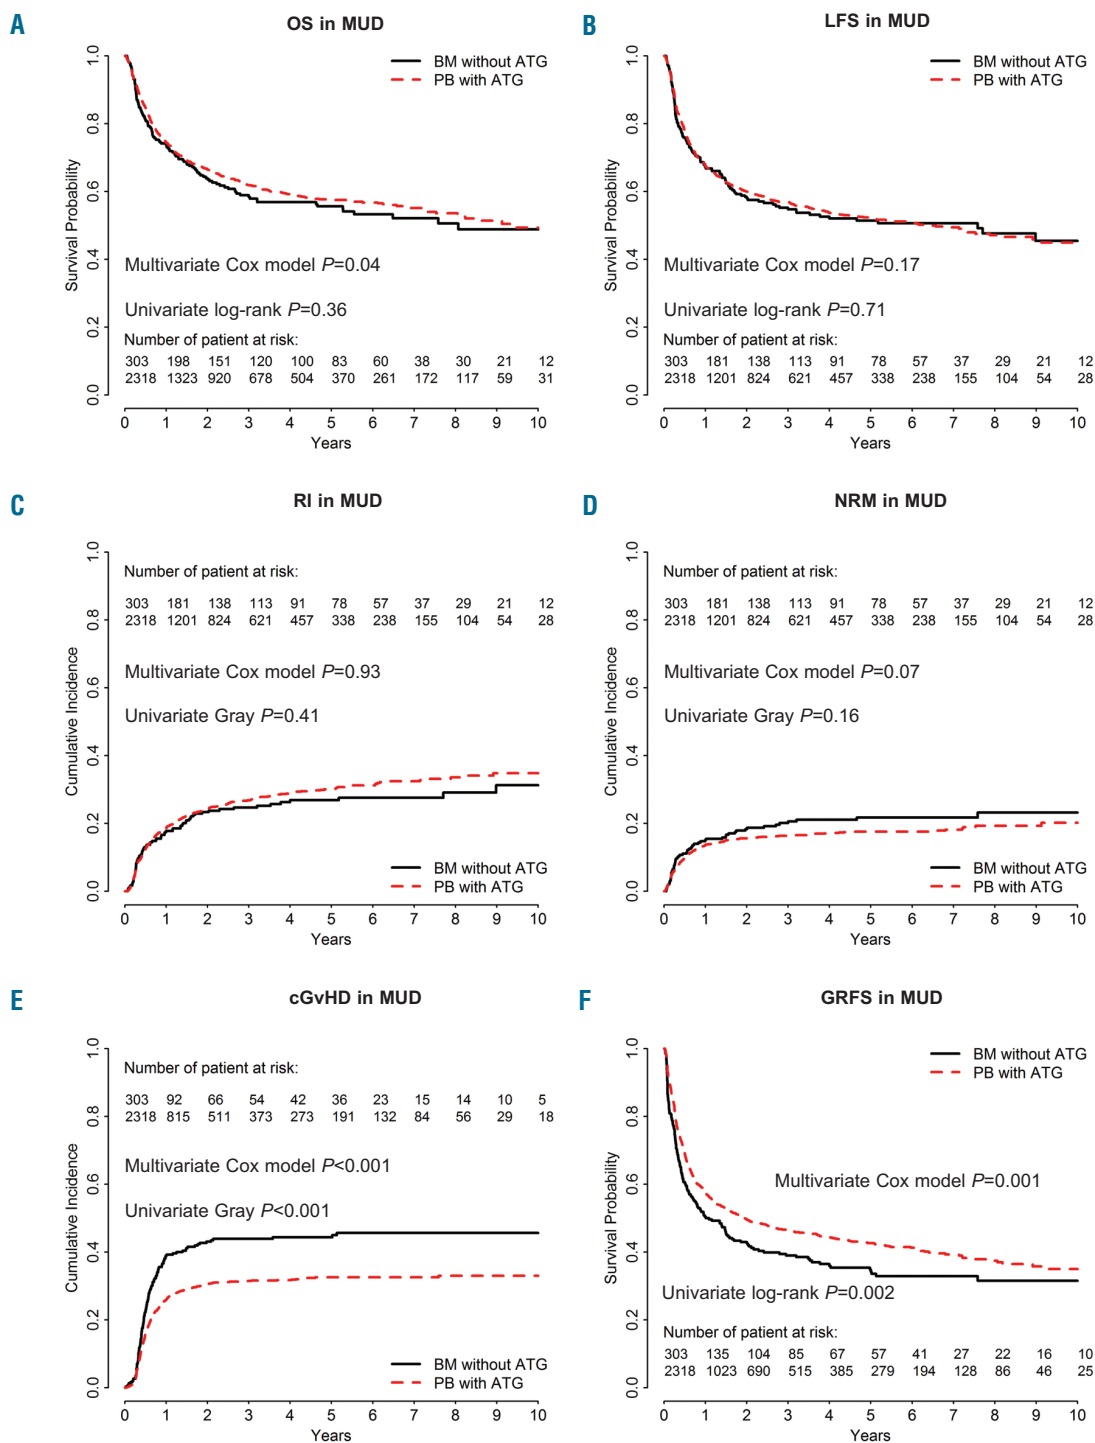 A
OS in MUD
BM without ATG
PB with ATG
Survival Probability
1.0
0.8
0.6
0.4
0.2
0.0
Multivariate Cox model P=0.04
Univariate log-rank P=0.36
Number of patient at risk:
303 198 151 120 100 83 60 38 30 21 12
2318 1323 920 678 504 370 261 172 117 59 31
0 1 2 3 4 5 6 7 8 9 10
Years
B
LFS in MUD
BM without ATG
PB with ATG
Survival Probability
1.0
0.8
0.6
0.4
0.2
0.0
Multivariate Cox model P=0.17
Univariate log-rank P=0.71
Number of patient at risk:
303 181 138 113 91 78 57 37 29 21 12
2318 1201 824 621 457 338 238 155 104 54 28
0 1 2 3 4 5 6 7 8 9 10
Years
C
RI in MUD
Cumulative Incidence
1.0
0.8
0.6
0.4
0.2
0.0
Number of patient at risk:
303 181 138 113 91 78 57 37 29 21 12
2318 1201 824 621 457 338 238 155 104 54 28
Multivariate Cox model P=0.93
Univariate Gray P=0.41
BM without ATG
PB with ATG
0 1 2 3 4 5 6 7 8 9 10
Years
D
NRM in MUD
Cumulative Incidence
1.0
0.8
0.6
0.4
0.2
0.0
Number of patient at risk:
303 181 138 113 91 78 57 37 29 21 12
2318 1201 824 621 457 338 238 155 104 54 28
Multivariate Cox model P=0.07
Univariate Gray P=0.16
BM without ATG
PB with ATG
0 1 2 3 4 5 6 7 8 9 10
Years
E
cGvHD in MUD
Cumulative Incidence
1.0
0.8
0.6
0.4
0.2
0.0
Number of patient at risk:
303 92 66 54 42 36 23 15 14 10 5
2318 815 511 373 273 191 132 84 56 29 18
Multivariate Cox model P<0.001
Univariate Gray P<0.001
BM without ATG
PB with ATG
0 1 2 3 4 5 6 7 8 9 10
Years
F
GRFS in MUD
BM without ATG
PB with ATG
Survival Probability
1.0
0.8
0.6
0.4
0.2
0.0
Multivariate Cox model P=0.001
Univariate log-rank P=0.002
Number of patient at risk:
303 135 104 85 67 57 41 27 22 16 10
2318 1023 690 515 385 279 194 128 86 46 25
0 1 2 3 4 5 6 7 8 9 10
Years